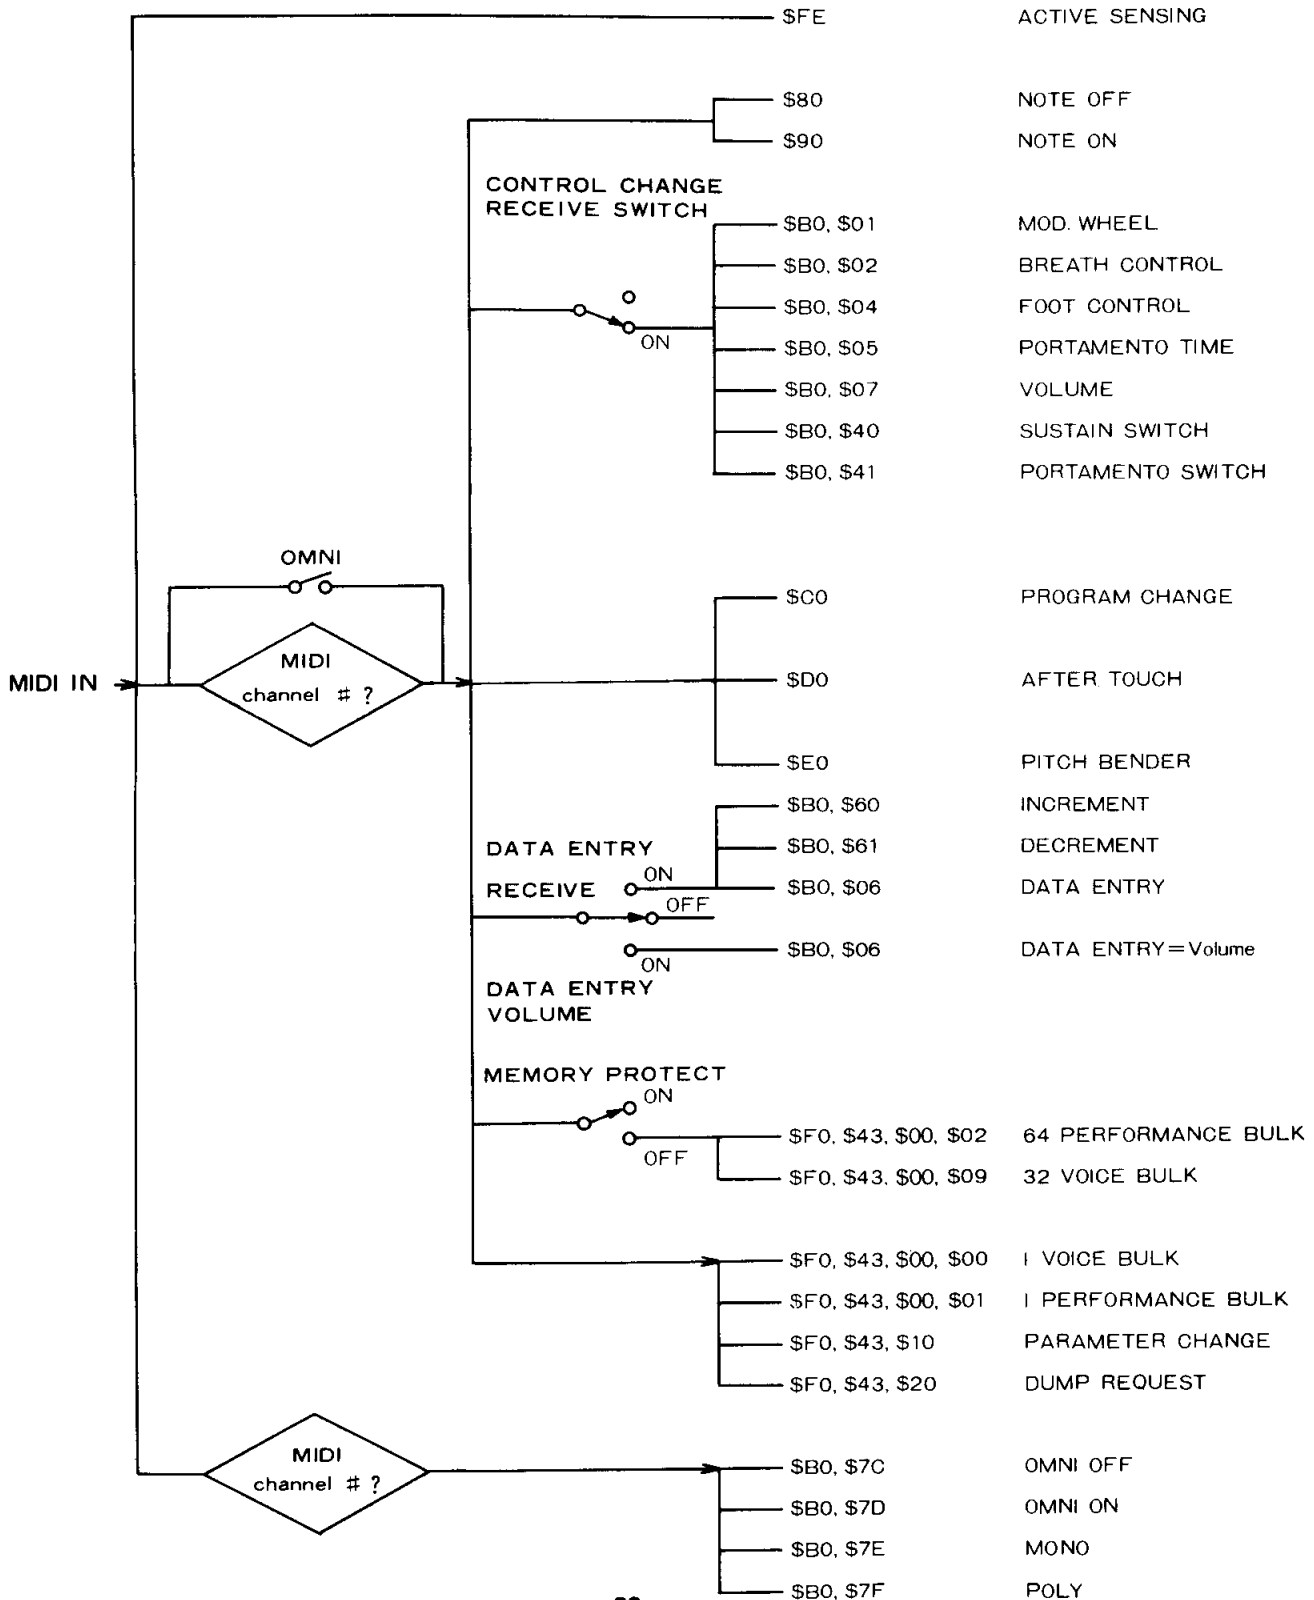 $FE ACTIVE SENSING
$80 NOTE OFF
$90 NOTE ON
CONTROL CHANGE
RECEIVE SWITCH
$B0, $01 MOD. WHEEL
$B0, $02 BREATH CONTROL
$B0, $04 FOOT CONTROL
ON
$B0, $05 PORTAMENTO TIME
$B0, $07 VOLUME
$B0, $40 SUSTAIN SWITCH
$B0, $41 PORTAMENTO SWITCH
OMNI
$C0 PROGRAM CHANGE
MIDI IN
MIDI
channel # ?
$D0 AFTER TOUCH
$E0 PITCH BENDER
$B0, $60 INCREMENT
DATA ENTRY
RECEIVE
$B0, $61 DECREMENT
ON
$B0, $06 DATA ENTRY
OFF
ON
$B0, $06 DATA ENTRY=Volume
DATA ENTRY
VOLUME
MEMORY PROTECT
ON
OFF
$F0, $43, $00, $02 64 PERFORMANCE BULK
$F0, $43, $00, $09 32 VOICE BULK
$F0, $43, $00, $00 1 VOICE BULK
$F0, $43, $00, $01 1 PERFORMANCE BULK
$F0, $43, $10 PARAMETER CHANGE
$F0, $43, $20 DUMP REQUEST
MIDI
channel # ?
$B0, $7C OMNI OFF
$B0, $7D OMNI ON
$B0, $7E MONO
$B0, $7F POLY